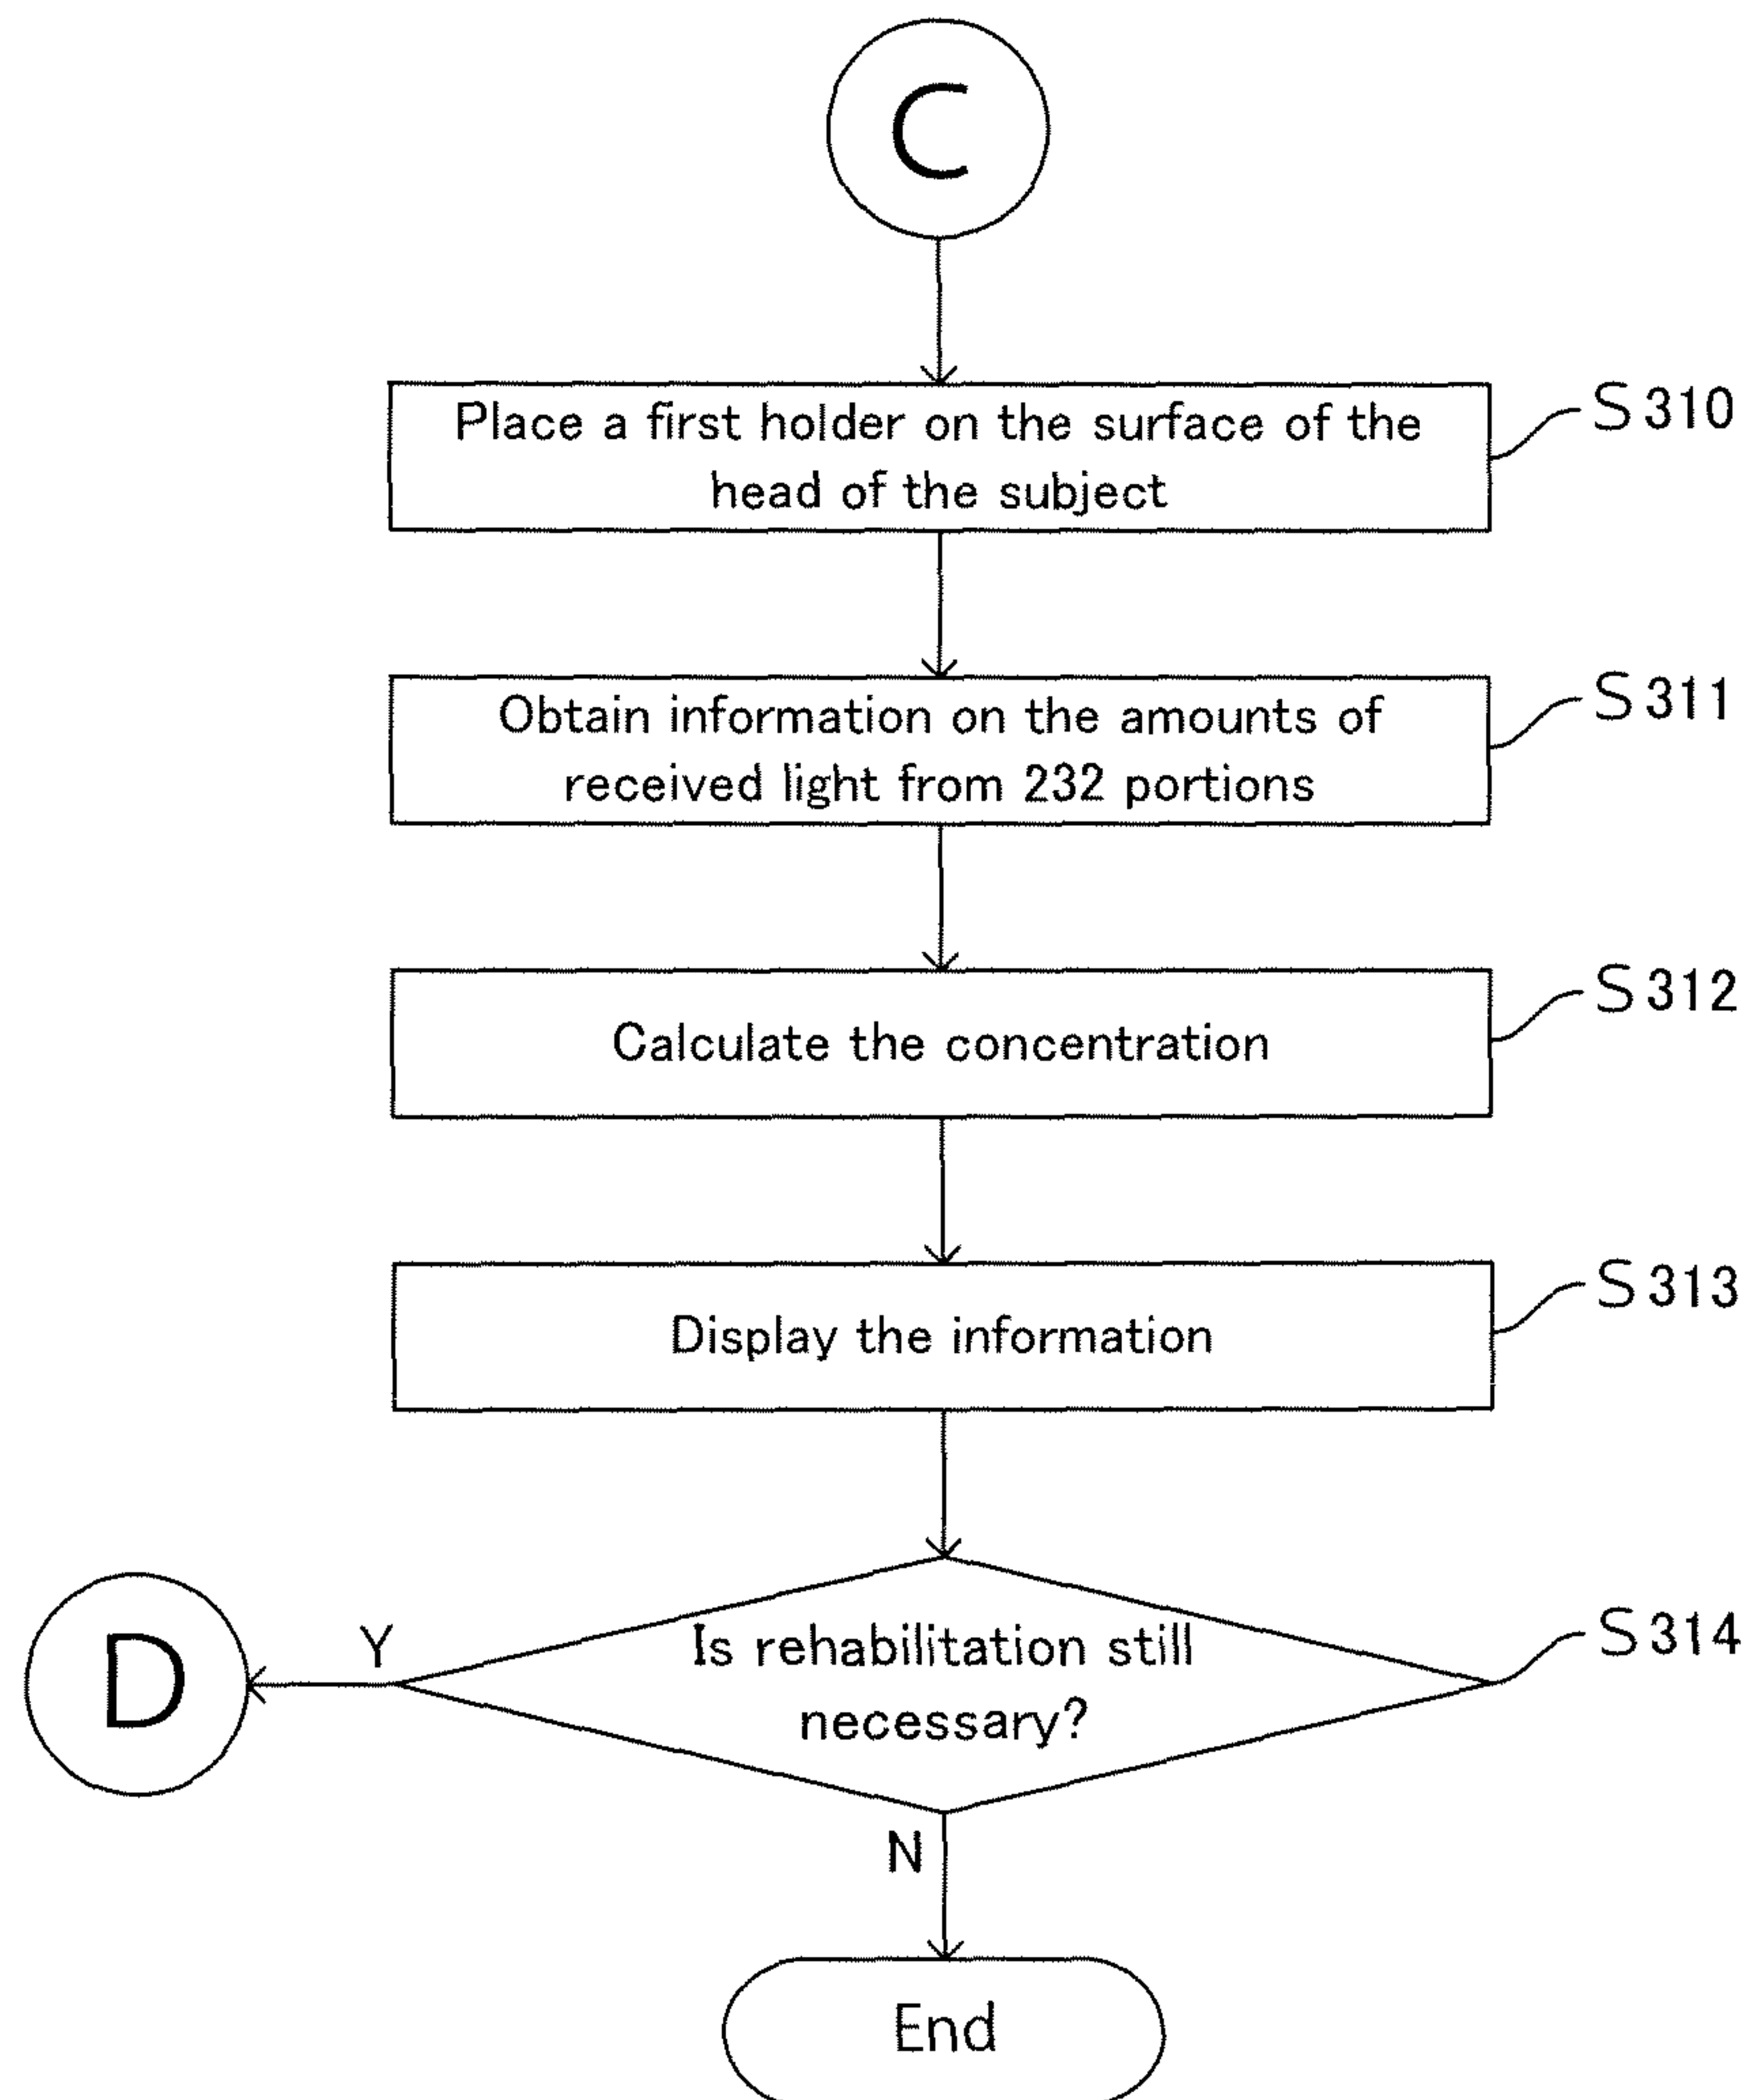 C
Place a first holder on the surface of the
head of the subject
S310
Obtain information on the amounts of
received light from 232 portions
S311
Calculate the concentration
S312
Display the information
S313
Is rehabilitation still
necessary?
S314
Y
D
N
End